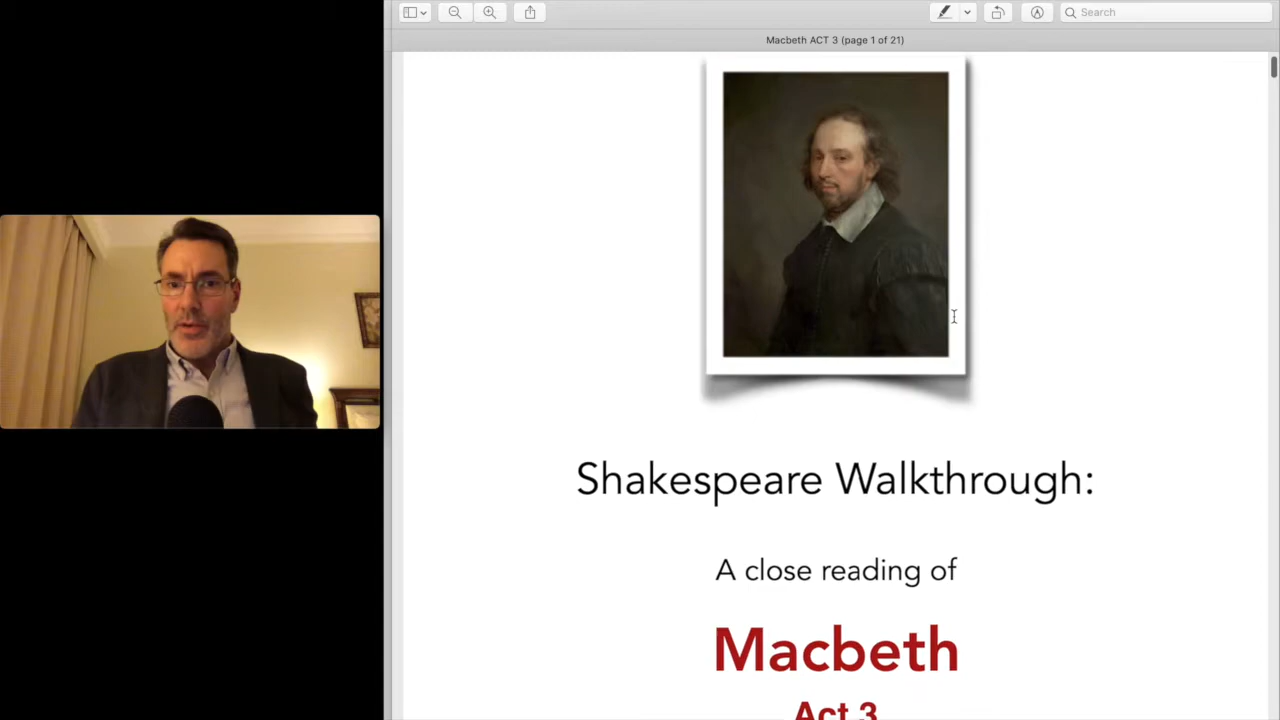 Search
Macbeth ACT 3 (page 1 of 21)
Shakespeare Walkthrough:
A close reading of
Macbeth
Act 3